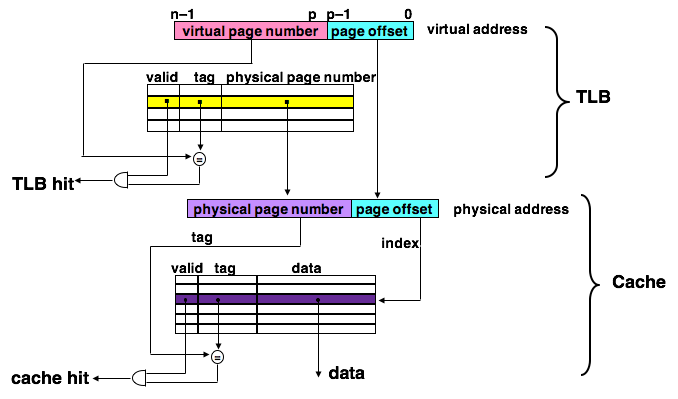 n–1 p p–1 0
virtual page number page offset virtual address
valid tag physical page number
TLB
=
TLB hit
physical page number page offset physical address
tag
index
valid tag data
Cache
=
cache hit
data